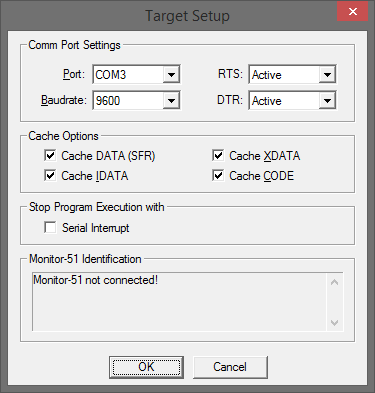 Target Setup
Comm Port Settings
Port: COM3 RTS: Active
Baudrate: 9600 DTR: Active
Cache Options
Cache DATA (SFR) Cache XDATA
Cache IDATA Cache CODE
Stop Program Execution with
Serial Interrupt
Monitor-51 Identification
Monitor-51 not connected!
OK Cancel